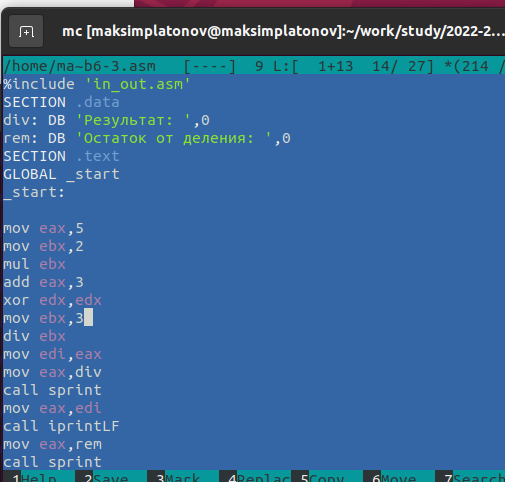 mc [maksimplatonov@maksimplatonov]:~/work/study/2022-2...
/home/ma~b6-3.asm   [----]  9 L:[  1+13  14/ 27] *(214 /
%include 'in_out.asm'
SECTION .data
div: DB 'Результат: ',0
rem: DB 'Остаток от деления: ',0
SECTION .text
GLOBAL _start
_start:
mov eax,5
mov ebx,2
mul ebx
add eax,3
xor edx,edx
mov ebx,3
div ebx
mov edi,eax
mov eax,div
call sprint
mov eax,edi
call iprintLF
mov eax,rem
call sprint
1Help  2Save  3Mark  4Replac 5Copy  6Move  7Search